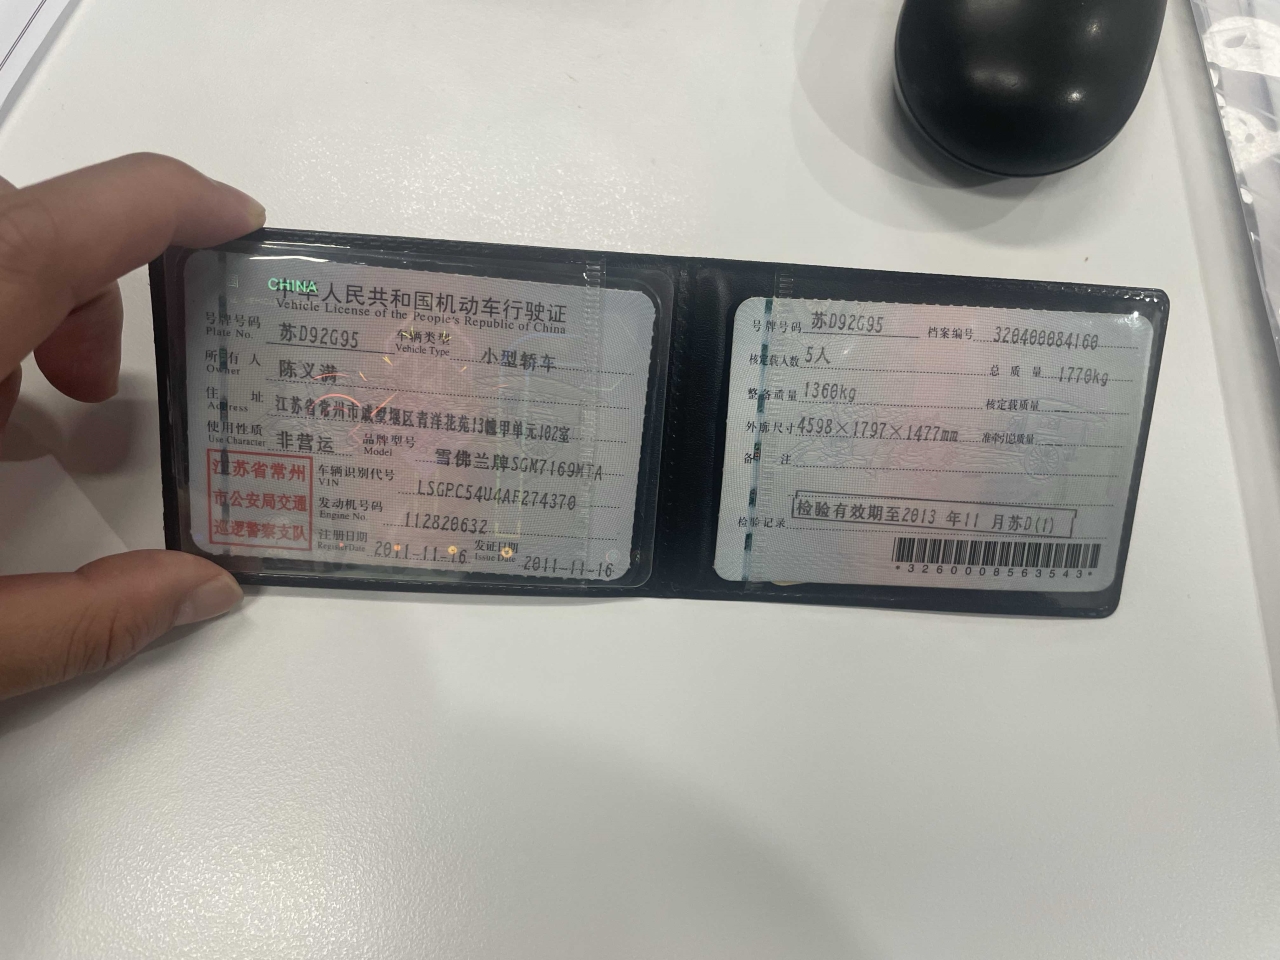 CHINA
中华人民共和国机动车行驶证
Vehicle License of the People's Republic of China
号牌号码 苏D92G95 车辆类型 小型轿车
Plate No. Vehicle Type
所有人 陈义满
Owner
住址 江苏省常州市戚墅堰区青洋花苑13幢甲单元102室
Address
使用性质 非营运 品牌型号 雪佛兰牌SGM7169MTA
Use Character Model
江苏省常州
市公安局交通
巡逻警察支队
车辆识别代号 LSGPC54U4AF274370
VIN
发动机号码 112820632
Engine No.
注册日期 2011-11-16 发证日期 2011-11-16
Register Date Issue Date
号牌号码 苏D92G95 档案编号 320400084160
核定载人数 5人 总质量 1770kg
整备质量 1360kg 核定载质量 --
外廓尺寸 4598×1797×1477mm 准牵引总质量 --
备注
检验记录 检验有效期至2013 年11 月苏D(1)
*3260008563543*